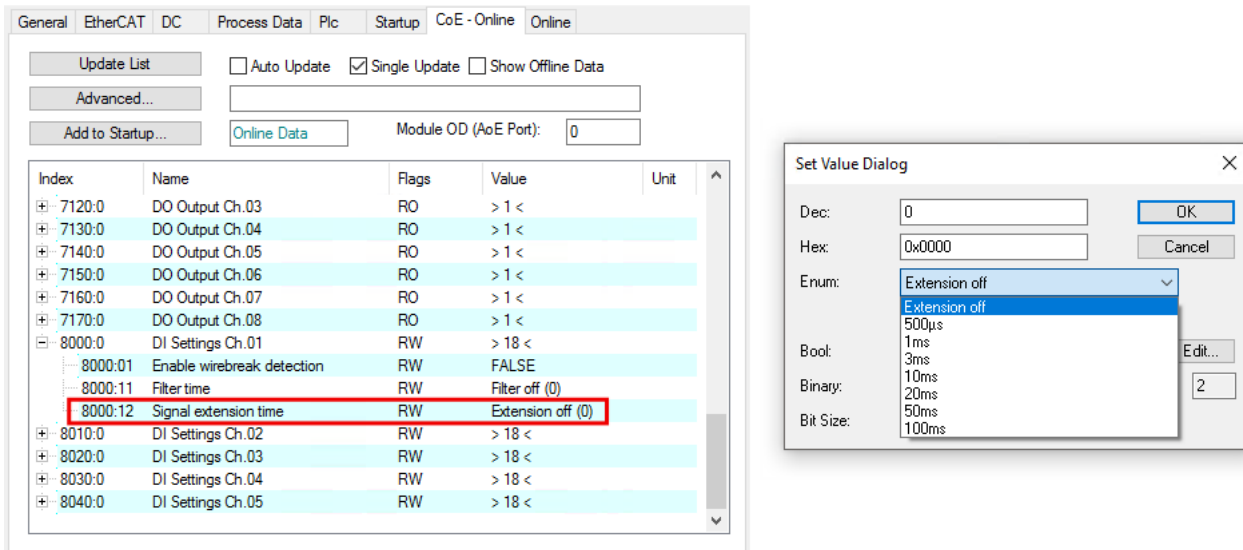 General EtherCAT DC Process Data Plc Startup CoE - Online Online
Update List Auto Update Single Update Show Offline Data
Advanced...
Add to Startup... Online Data Module OD (AoE Port): 0
Index Name Flags Value Unit
7120:0 DO Output Ch.03 RO > 1 <
7130:0 DO Output Ch.04 RO > 1 <
7140:0 DO Output Ch.05 RO > 1 <
7150:0 DO Output Ch.06 RO > 1 <
7160:0 DO Output Ch.07 RO > 1 <
7170:0 DO Output Ch.08 RO > 1 <
8000:0 DI Settings Ch.01 RW > 18 <
8000:01 Enable wirebreak detection RW FALSE
8000:11 Filter time RW Filter off (0)
8000:12 Signal extension time RW Extension off (0)
8010:0 DI Settings Ch.02 RW > 18 <
8020:0 DI Settings Ch.03 RW > 18 <
8030:0 DI Settings Ch.04 RW > 18 <
8040:0 DI Settings Ch.05 RW > 18 <
Set Value Dialog
Dec: 0 OK
Hex: 0x0000 Cancel
Enum: Extension off
Extension off
500µs
1ms
Bool: 3ms Edit...
10ms
Binary: 20ms 2
50ms
Bit Size: 100ms